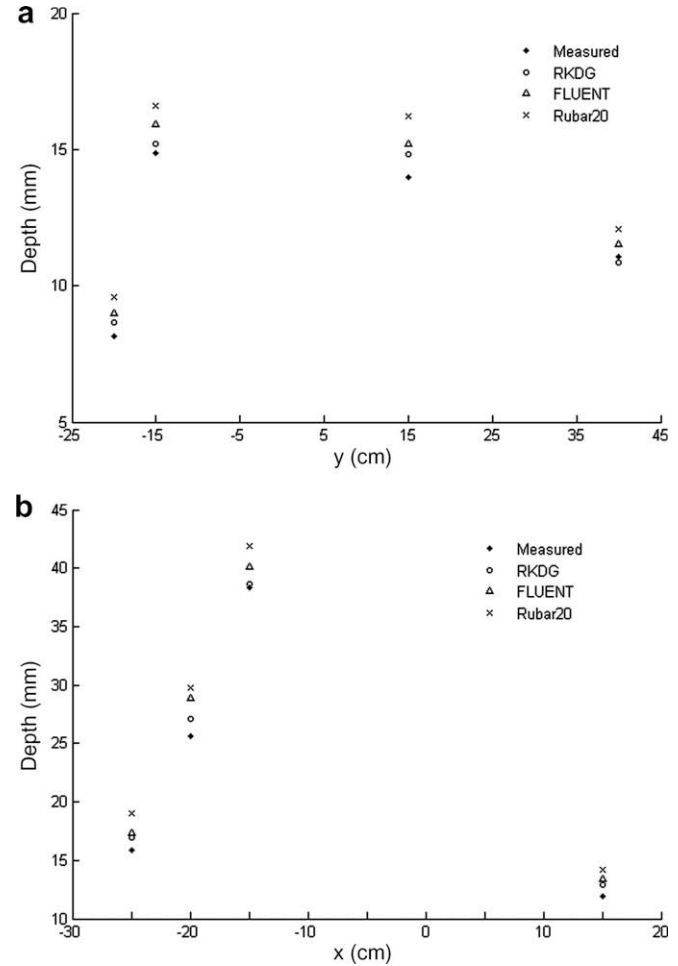 a
20
15
10
5
Depth (mm)
Measured
RKDG
FLUENT
Rubar20
-25 -15 -5 5 15 25 35 45
y (cm)
b
45
40
35
30
25
20
15
10
Depth (mm)
Measured
RKDG
FLUENT
Rubar20
-30 -20 -10 0 10 20
x (cm)